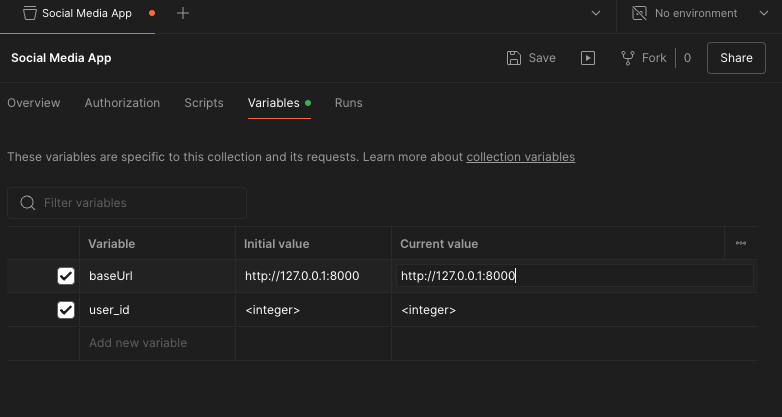 Social Media App No environment
Social Media App Save Fork 0 Share
Overview Authorization Scripts Variables Runs
These variables are specific to this collection and its requests. Learn more about collection variables
Filter variables
Variable Initial value Current value
baseUrl http://127.0.0.1:8000 http://127.0.0.1:8000
user_id <integer> <integer>
Add new variable